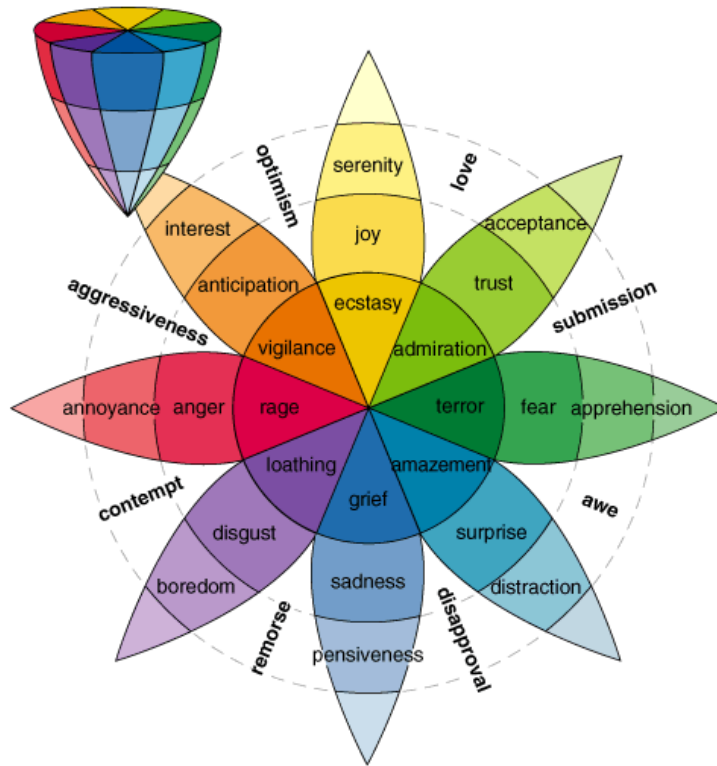 optimism
serenity
love
interest
acceptance
joy
anticipation
trust
aggressiveness
ecstasy
submission
vigilance
admiration
annoyance
anger
rage
terror
fear
apprehension
loathing
amazement
contempt
grief
awe
disgust
surprise
boredom
sadness
distraction
remorse
disapproval
pensiveness